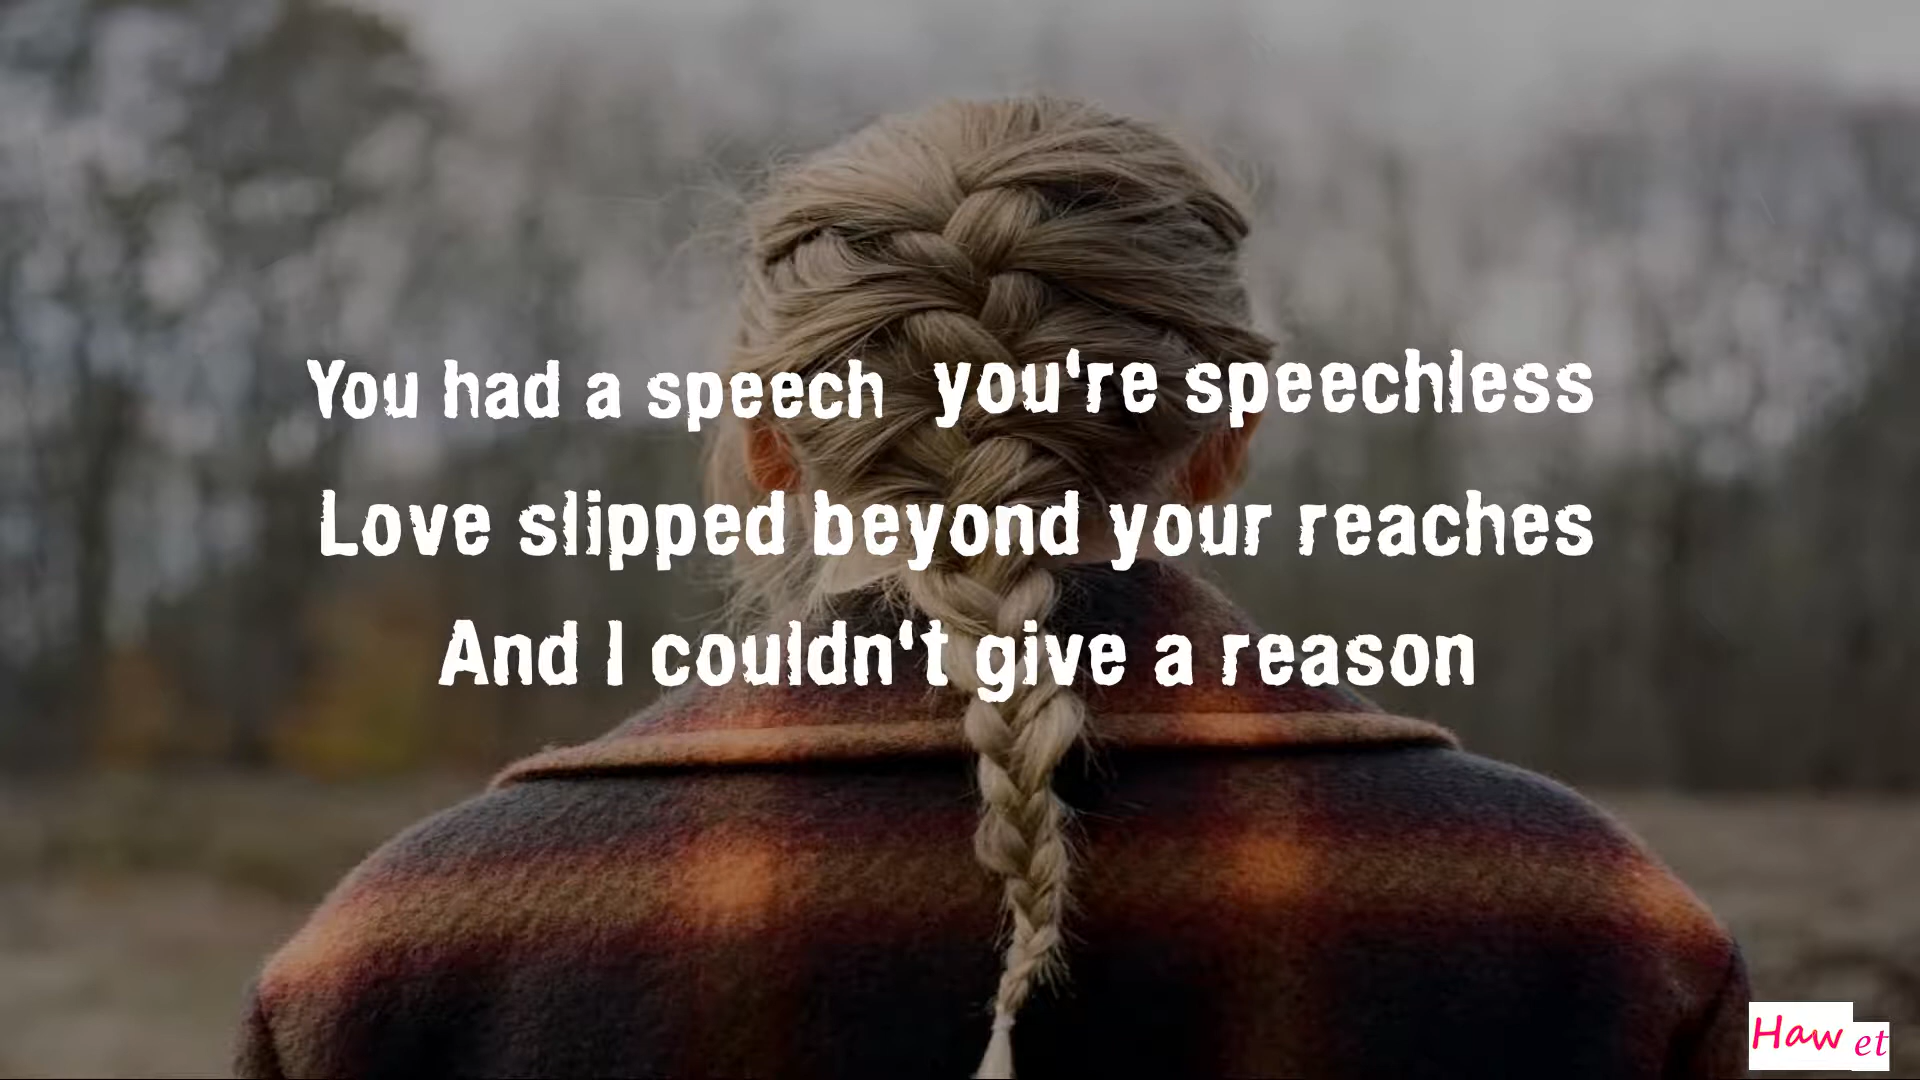 You had a speech you're speechless
Love slipped beyond your reaches
And I couldn't give a reason
Haw et